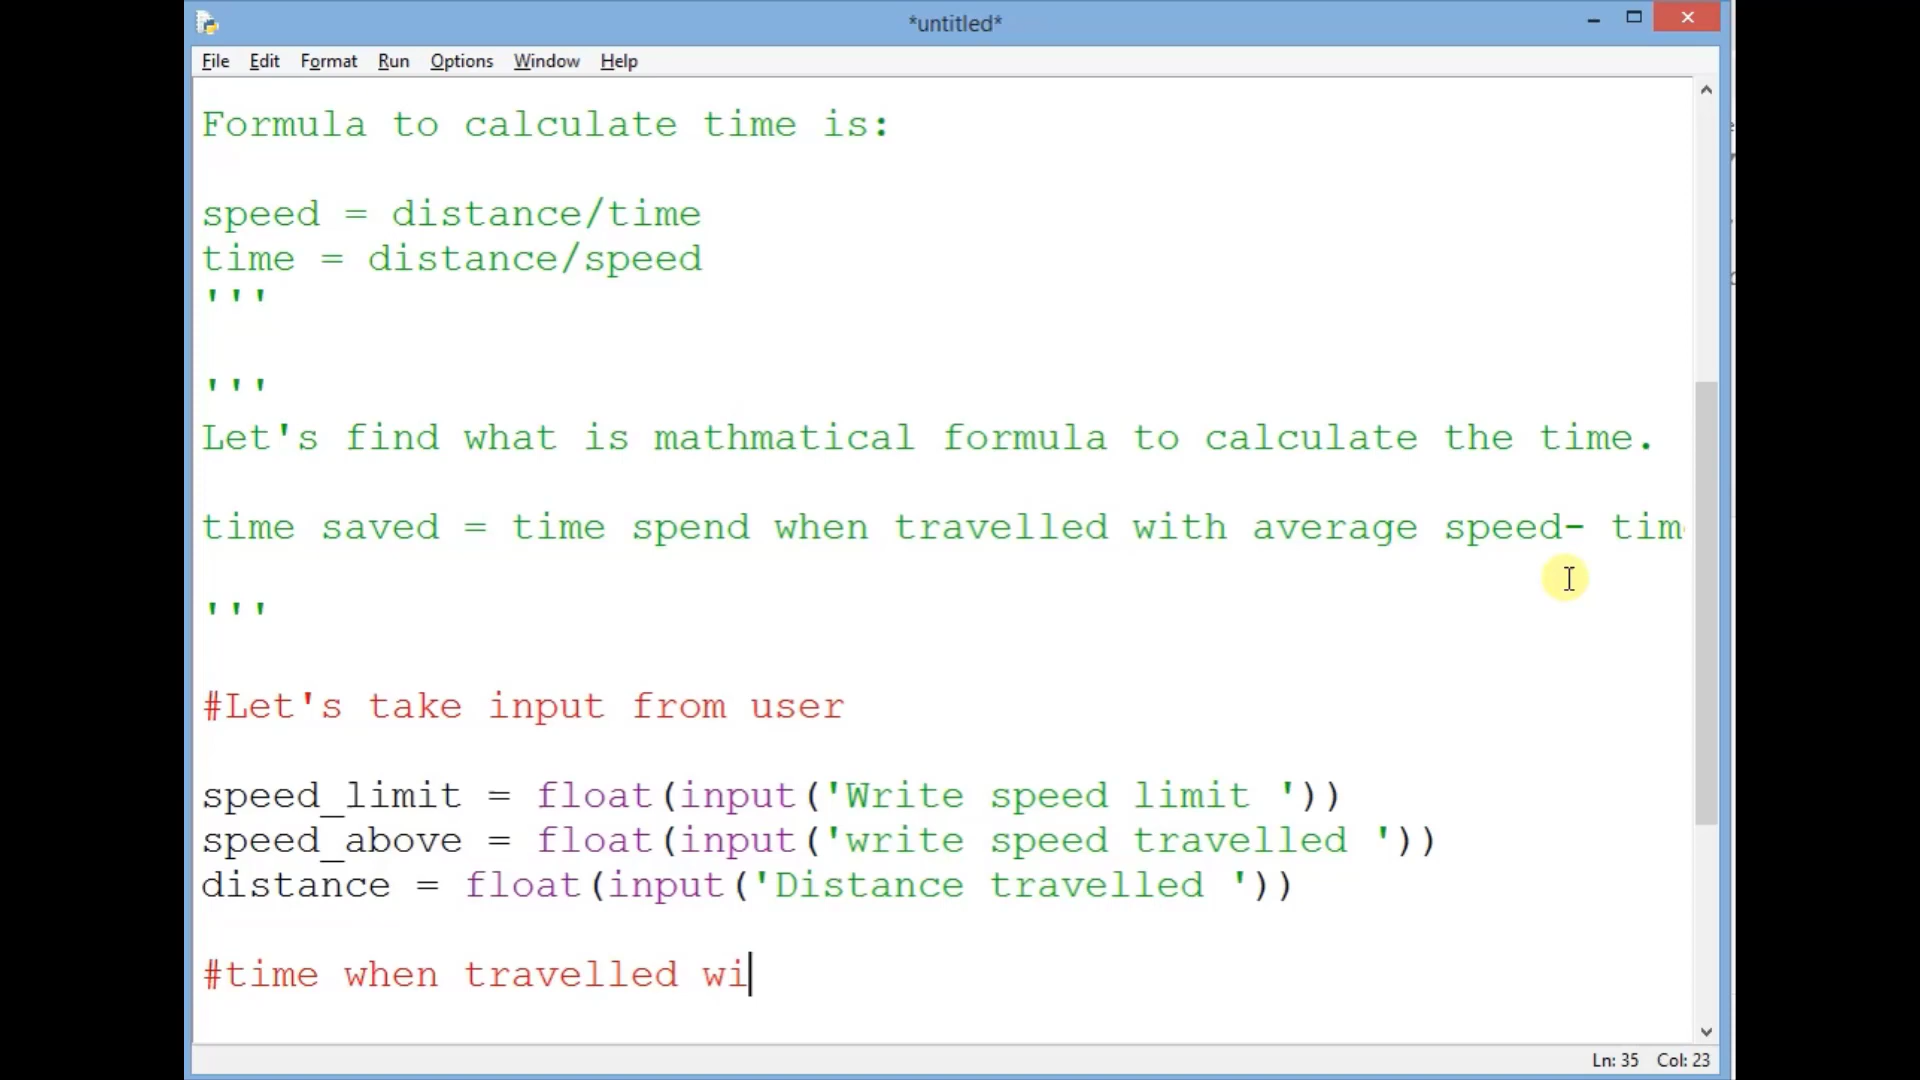 *untitled*
File Edit Format Run Options Window Help
Formula to calculate time is:
speed = distance/time
time = distance/speed
'''
'''
Let's find what is mathmatical formula to calculate the time.
time saved = time spend when travelled with average speed- tim
'''
#Let's take input from user
speed_limit = float(input('Write speed limit '))
speed_above = float(input('write speed travelled '))
distance = float(input('Distance travelled '))
#time when travelled wi
Ln: 35 Col: 23